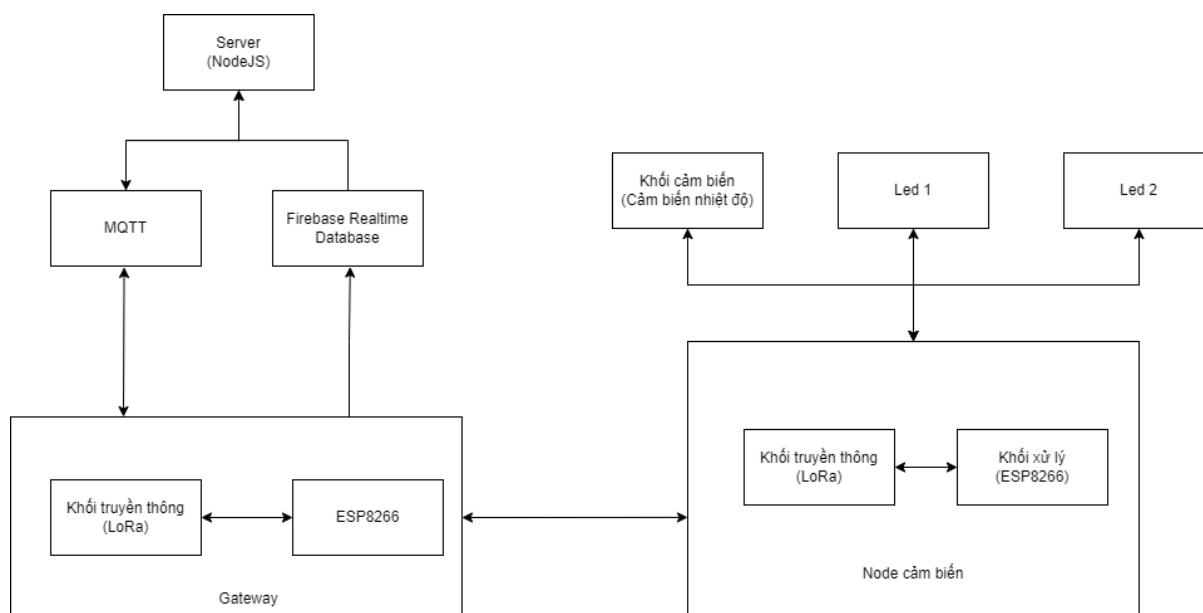 Server
(NodeJS)
MQTT
Firebase Realtime
Database
Khối cảm biến
(Cảm biến nhiệt độ)
Led 1
Led 2
Khối truyền thông
(LoRa)
ESP8266
Gateway
Khối truyền thông
(LoRa)
Khối xử lý
(ESP8266)
Node cảm biến